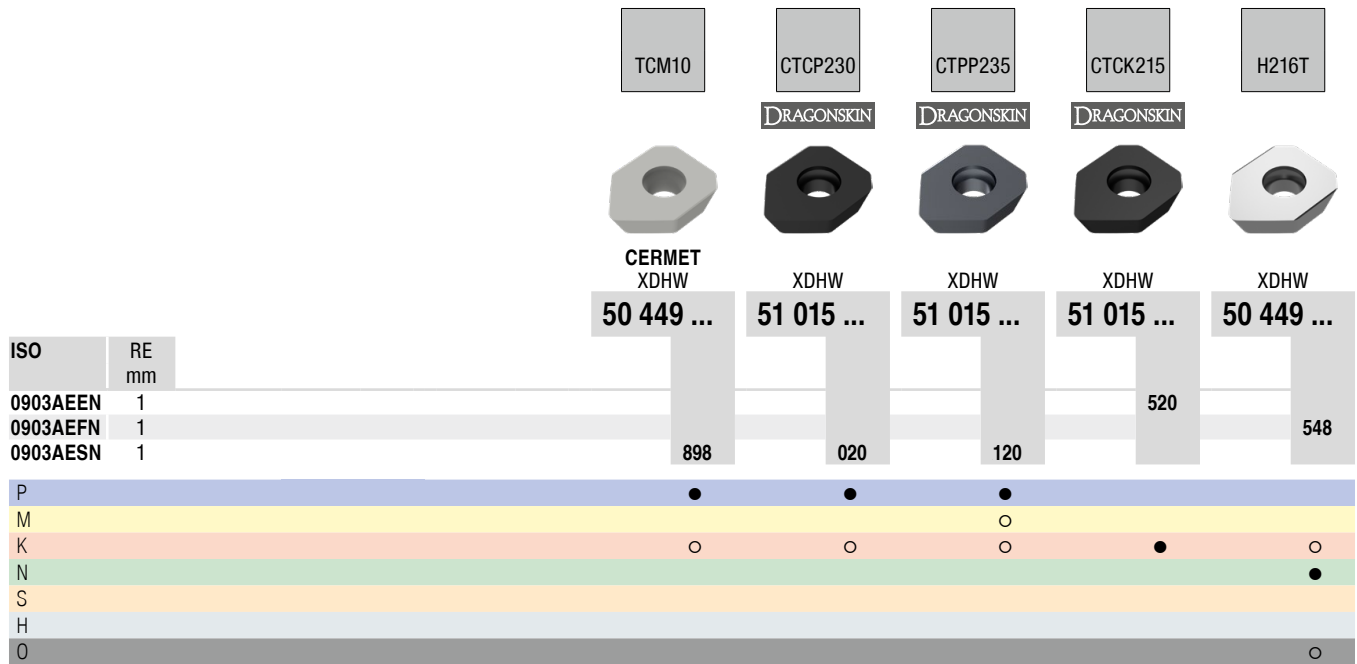 TCM10 CTCP230 CTPP235 CTCK215 H216T
DRAGONSKIN DRAGONSKIN DRAGONSKIN
CERMET
XDHW XDHW XDHW XDHW XDHW
50 449 ... 51 015 ... 51 015 ... 51 015 ... 50 449 ...
ISO RE
mm
0903AEEN 1 520
0903AEFN 1 548
0903AESN 1 898 020 120
P ● ● ●
M ○
K ○ ○ ○ ● ○
N ●
S
H
O ○